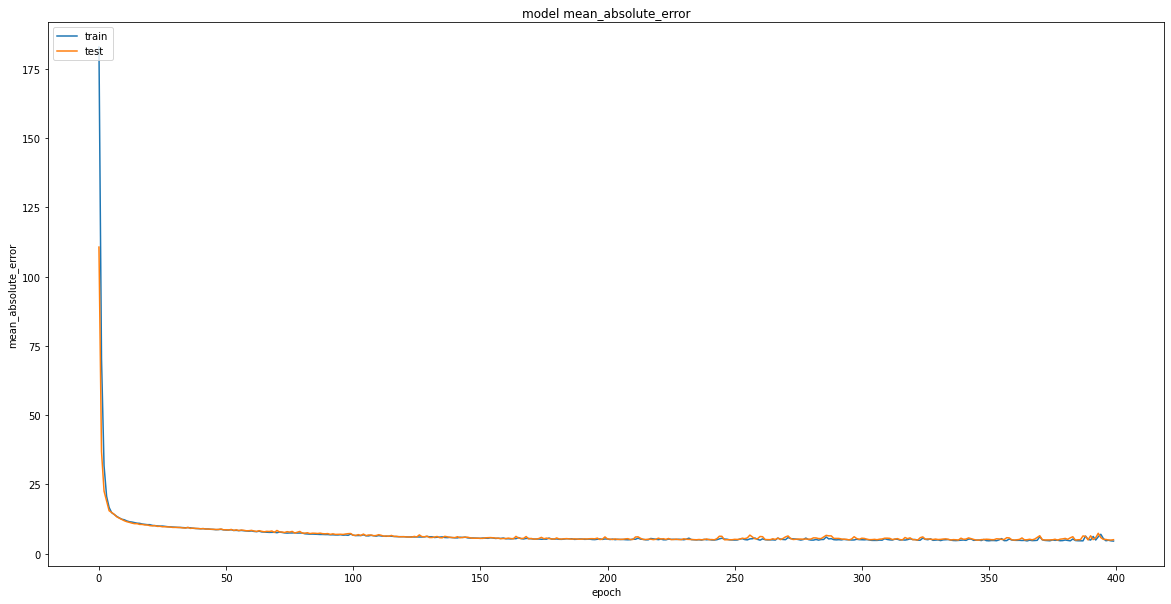 model mean_absolute_error
train
test
175
150
125
100
75
50
25
0
mean_absolute_error
0 50 100 150 200 250 300 350 400
epoch